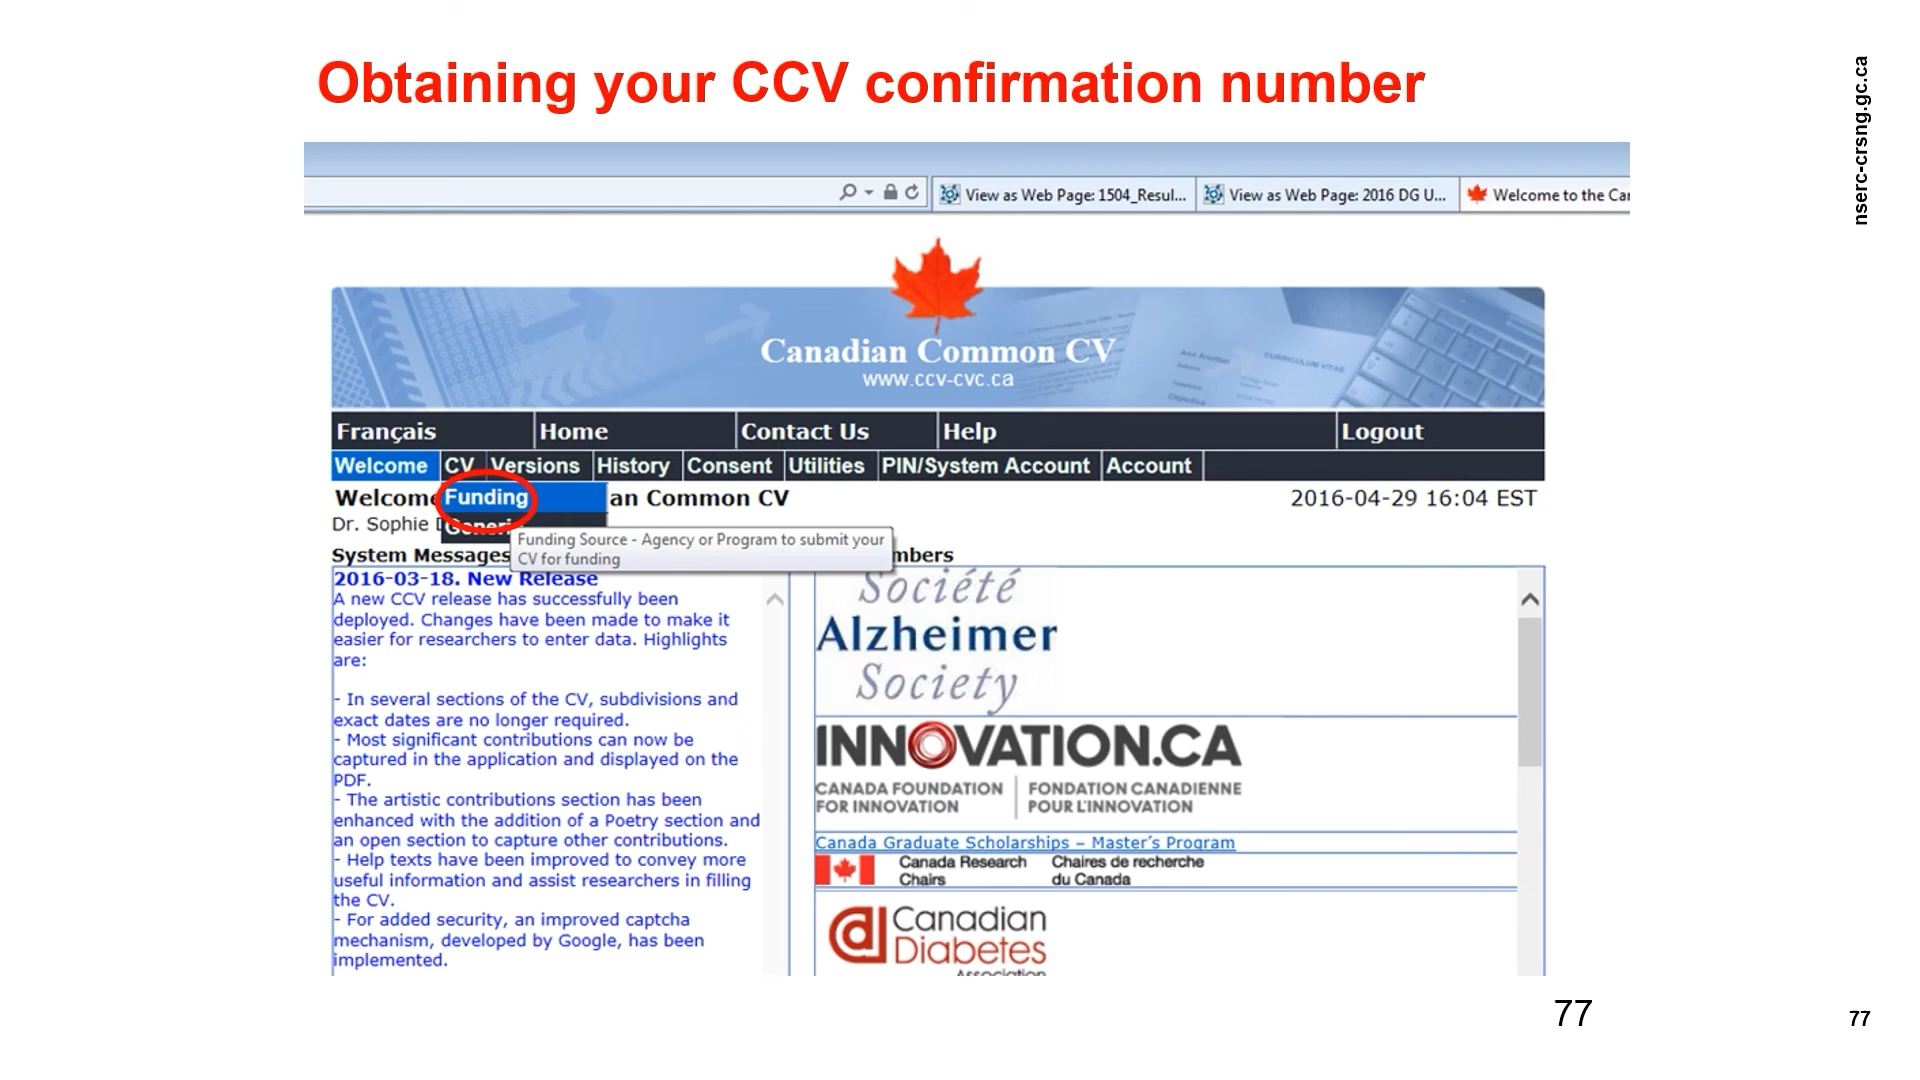 Obtaining your CCV confirmation number
nserc-crsng.gc.ca
View as Web Page: 1504_Resul...
View as Web Page: 2016 DG U...
Welcome to the Ca
Canadian Common CV
www.ccv-cvc.ca
Français Home Contact Us Help Logout
Welcome CV Versions History Consent Utilities PIN/System Account Account
Welcome an Common CV 2016-04-29 16:04 EST
Funding
Dr. Sophie
Funding Source - Agency or Program to submit your
CV for funding
System Messages mbers
2016-03-18. New Release
A new CCV release has successfully been
deployed. Changes have been made to make it
easier for researchers to enter data. Highlights
are:
- In several sections of the CV, subdivisions and
exact dates are no longer required.
- Most significant contributions can now be
captured in the application and displayed on the
PDF.
- The artistic contributions section has been
enhanced with the addition of a Poetry section and
an open section to capture other contributions.
- Help texts have been improved to convey more
useful information and assist researchers in filling
the CV.
- For added security, an improved captcha
mechanism, developed by Google, has been
implemented.
Société
Alzheimer
Society
INNOVATION.CA
CANADA FOUNDATION
FOR INNOVATION
FONDATION CANADIENNE
POUR L'INNOVATION
Canada Graduate Scholarships – Master's Program
Canada Research
Chairs
Chaires de recherche
du Canada
Canadian
Diabetes
Association
77
77